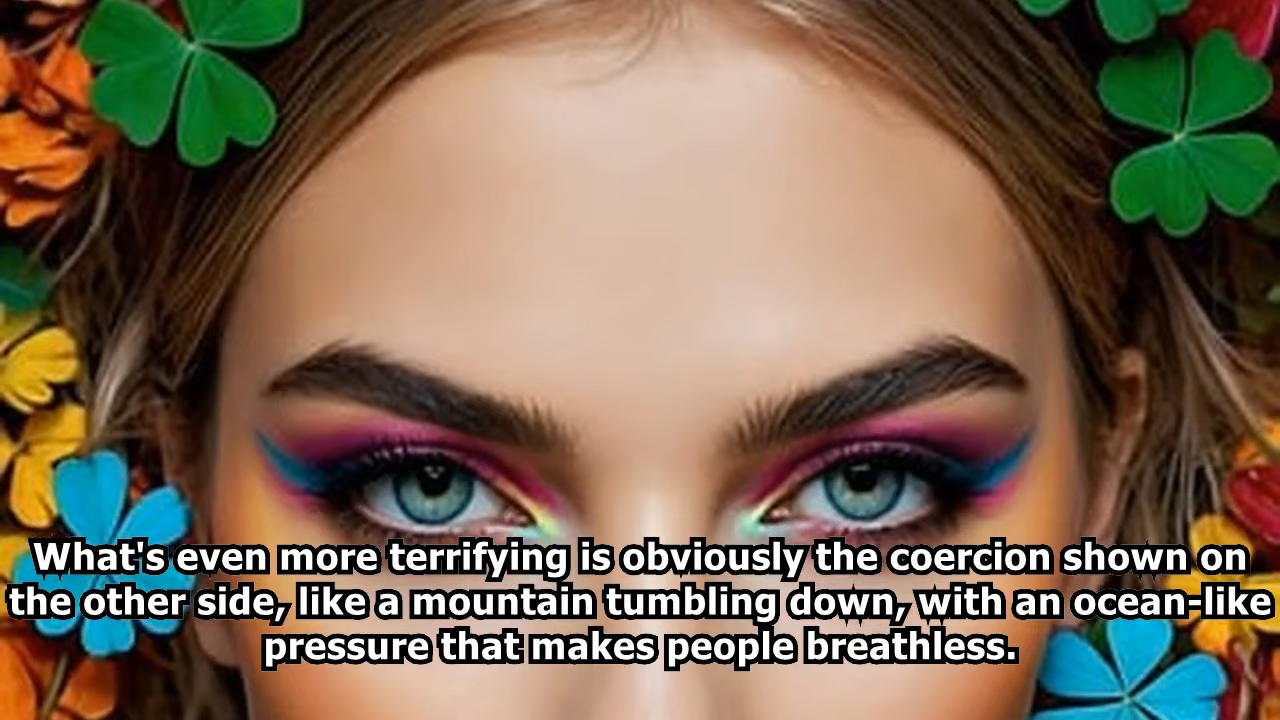 What's even more terrifying is obviously the coercion shown on
the other side, like a mountain tumbling down, with an ocean-like
pressure that makes people breathless.